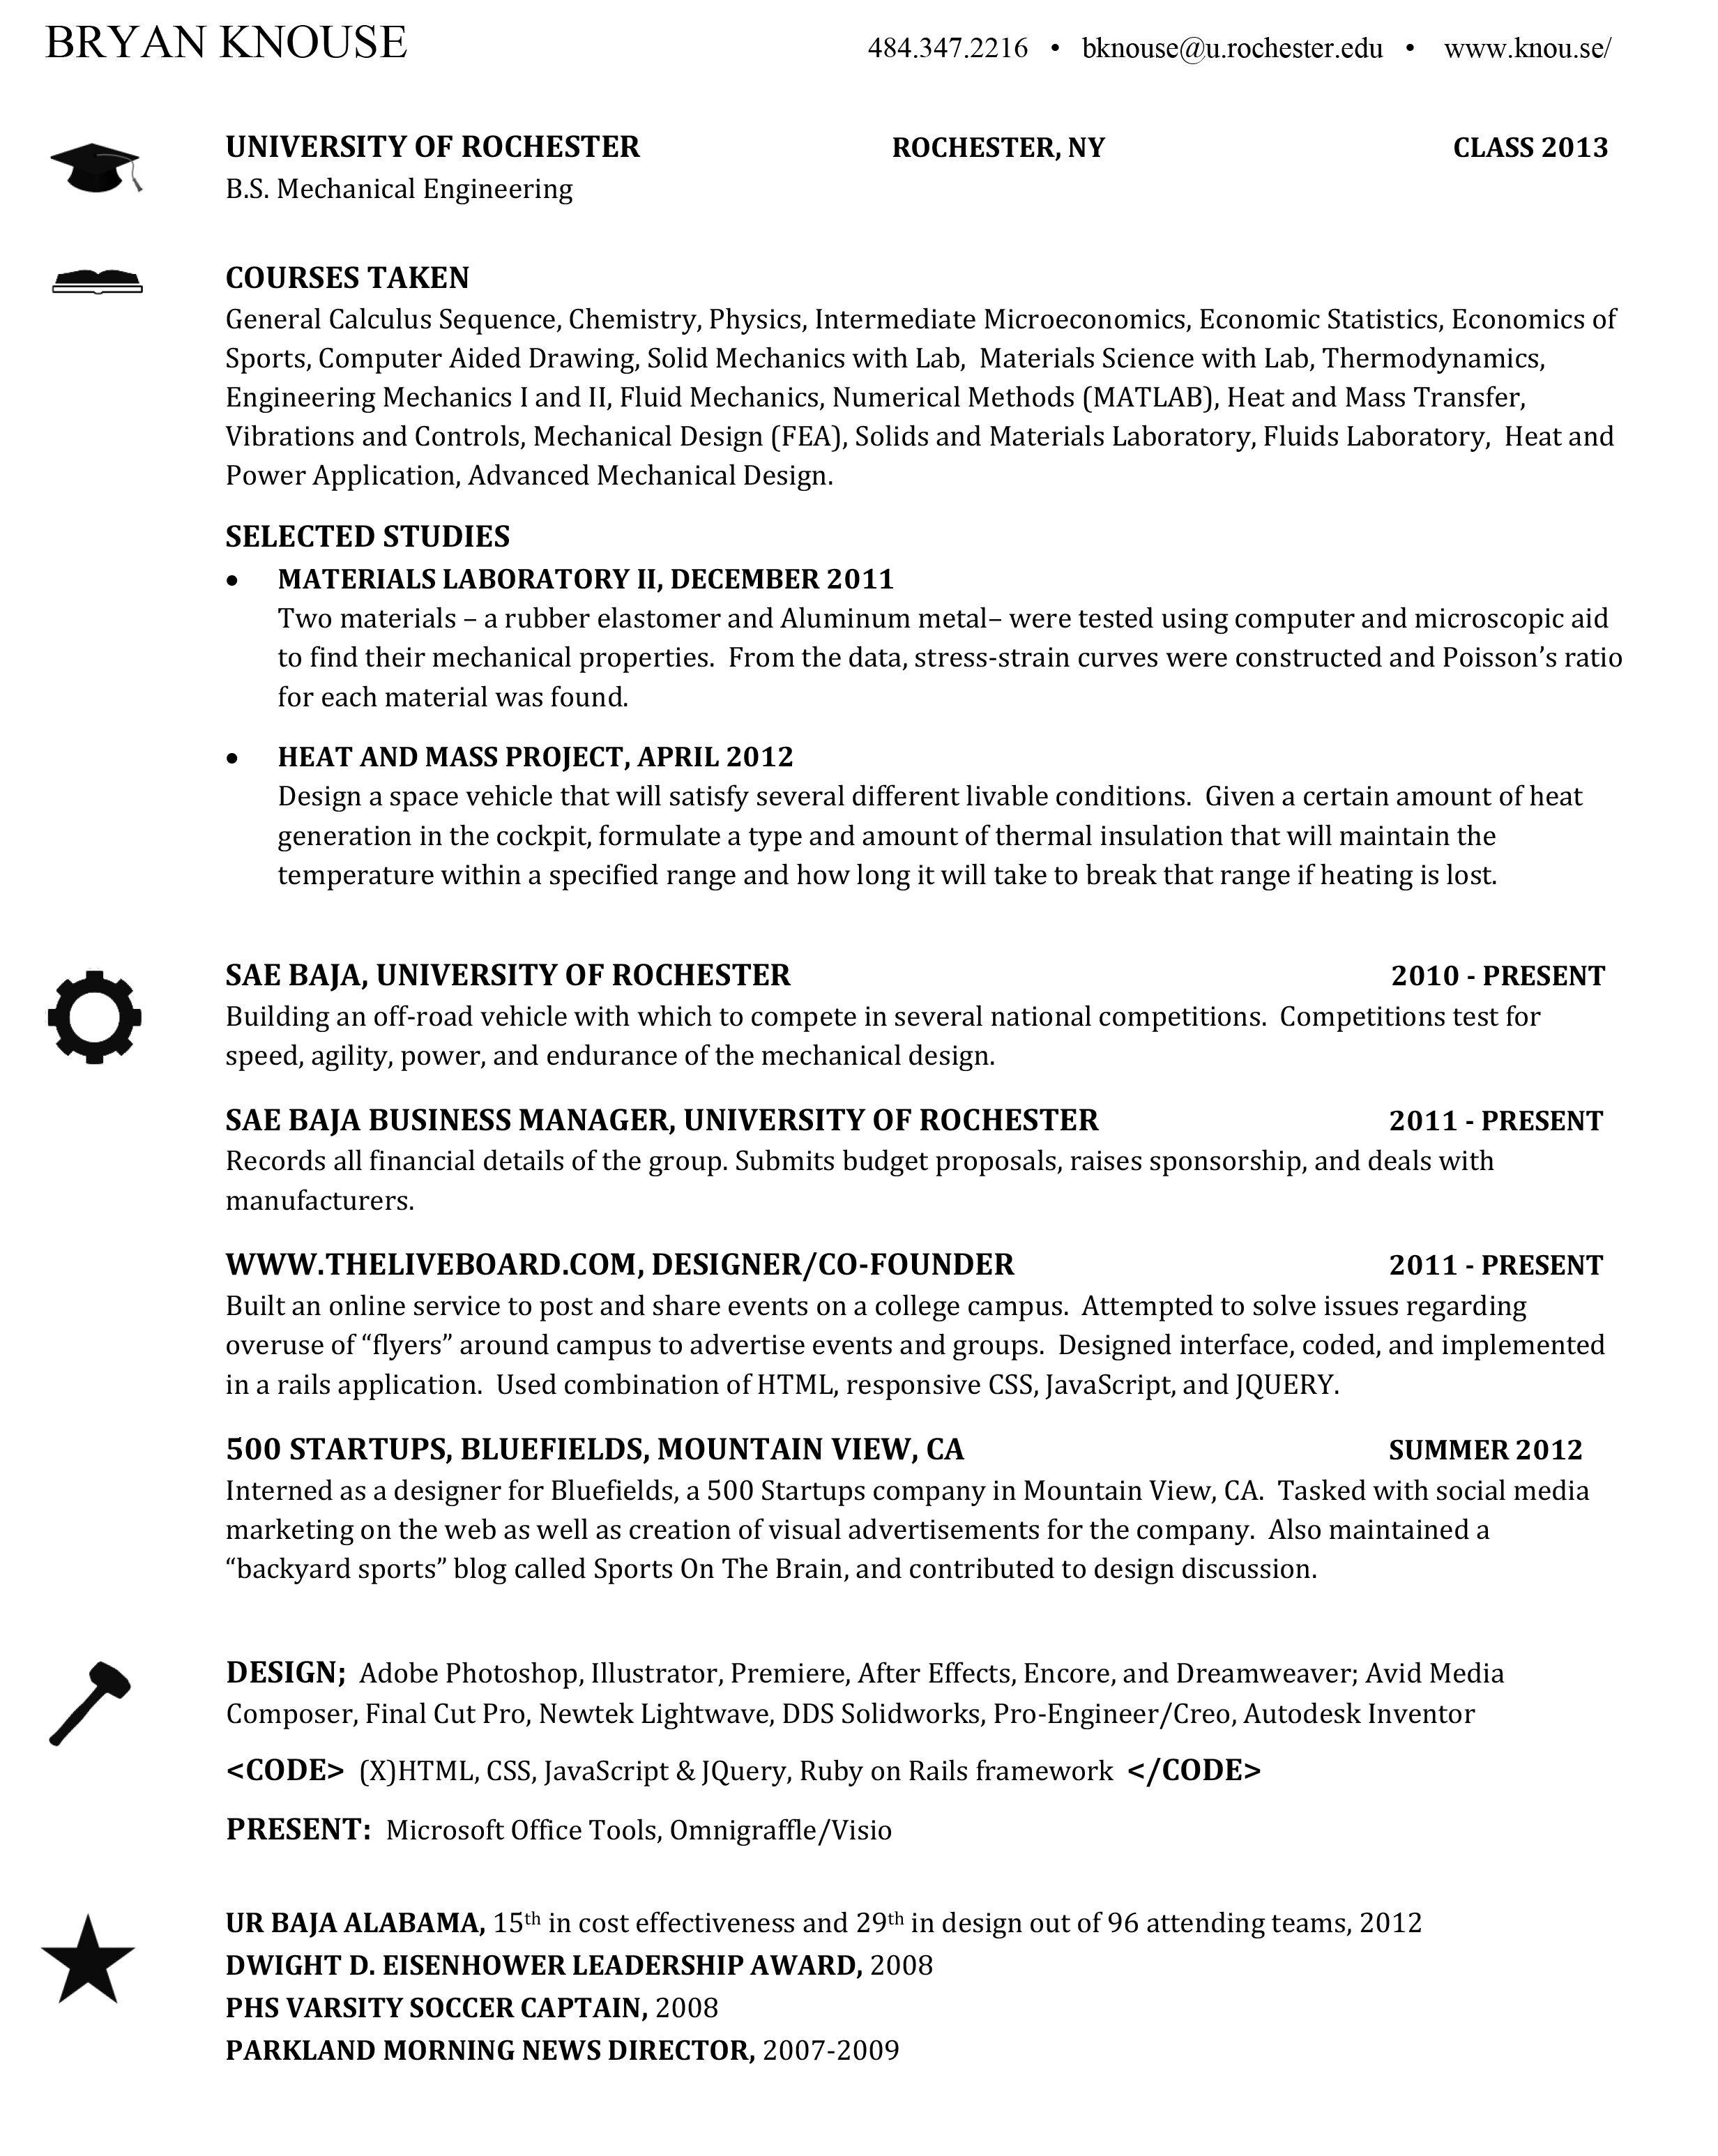 BRYAN KNOUSE 484.347.2216 • bknouse@u.rochester.edu • www.knou.se/
UNIVERSITY OF ROCHESTER ROCHESTER, NY CLASS 2013
B.S. Mechanical Engineering
COURSES TAKEN
General Calculus Sequence, Chemistry, Physics, Intermediate Microeconomics, Economic Statistics, Economics of
Sports, Computer Aided Drawing, Solid Mechanics with Lab, Materials Science with Lab, Thermodynamics,
Engineering Mechanics I and II, Fluid Mechanics, Numerical Methods (MATLAB), Heat and Mass Transfer,
Vibrations and Controls, Mechanical Design (FEA), Solids and Materials Laboratory, Fluids Laboratory, Heat and
Power Application, Advanced Mechanical Design.
SELECTED STUDIES
• MATERIALS LABORATORY II, DECEMBER 2011
Two materials – a rubber elastomer and Aluminum metal– were tested using computer and microscopic aid
to find their mechanical properties. From the data, stress-strain curves were constructed and Poisson’s ratio
for each material was found.
• HEAT AND MASS PROJECT, APRIL 2012
Design a space vehicle that will satisfy several different livable conditions. Given a certain amount of heat
generation in the cockpit, formulate a type and amount of thermal insulation that will maintain the
temperature within a specified range and how long it will take to break that range if heating is lost.
SAE BAJA, UNIVERSITY OF ROCHESTER 2010 - PRESENT
Building an off-road vehicle with which to compete in several national competitions. Competitions test for
speed, agility, power, and endurance of the mechanical design.
SAE BAJA BUSINESS MANAGER, UNIVERSITY OF ROCHESTER 2011 - PRESENT
Records all financial details of the group. Submits budget proposals, raises sponsorship, and deals with
manufacturers.
WWW.THELIVEBOARD.COM, DESIGNER/CO-FOUNDER 2011 - PRESENT
Built an online service to post and share events on a college campus. Attempted to solve issues regarding
overuse of “flyers” around campus to advertise events and groups. Designed interface, coded, and implemented
in a rails application. Used combination of HTML, responsive CSS, JavaScript, and JQUERY.
500 STARTUPS, BLUEFIELDS, MOUNTAIN VIEW, CA SUMMER 2012
Interned as a designer for Bluefields, a 500 Startups company in Mountain View, CA. Tasked with social media
marketing on the web as well as creation of visual advertisements for the company. Also maintained a
“backyard sports” blog called Sports On The Brain, and contributed to design discussion.
DESIGN; Adobe Photoshop, Illustrator, Premiere, After Effects, Encore, and Dreamweaver; Avid Media
Composer, Final Cut Pro, Newtek Lightwave, DDS Solidworks, Pro-Engineer/Creo, Autodesk Inventor
<CODE> (X)HTML, CSS, JavaScript & JQuery, Ruby on Rails framework </CODE>
PRESENT: Microsoft Office Tools, Omnigraffle/Visio
UR BAJA ALABAMA, 15th in cost effectiveness and 29th in design out of 96 attending teams, 2012
DWIGHT D. EISENHOWER LEADERSHIP AWARD, 2008
PHS VARSITY SOCCER CAPTAIN, 2008
PARKLAND MORNING NEWS DIRECTOR, 2007-2009